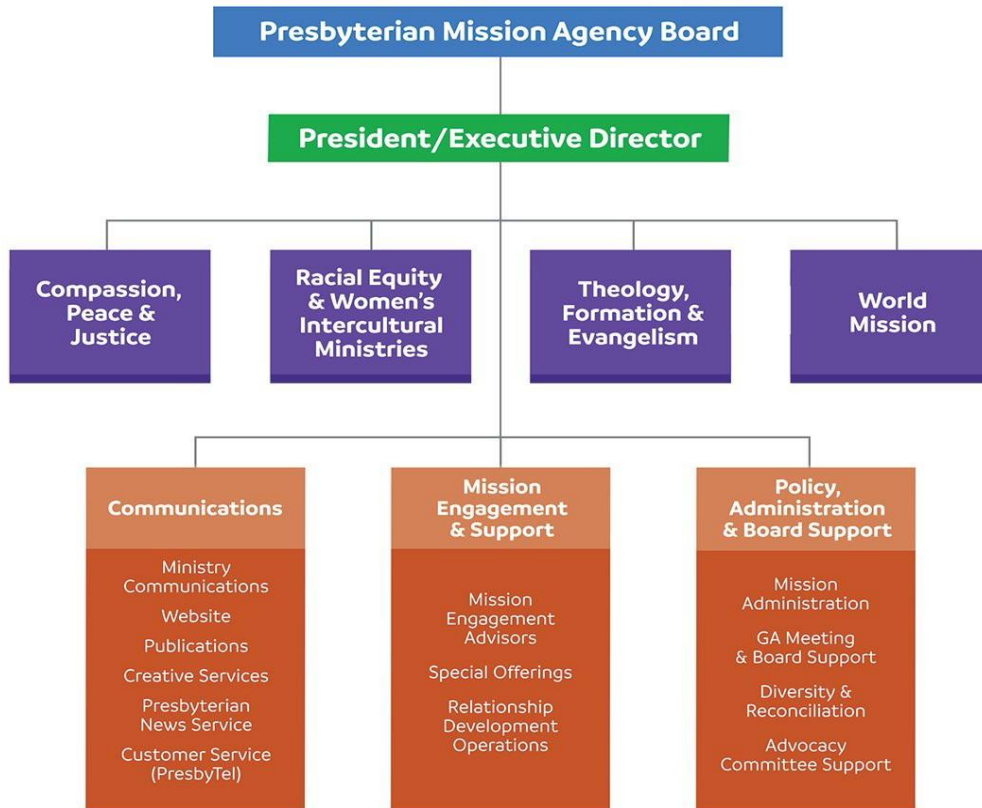 Presbyterian Mission Agency Board
President/Executive Director
Compassion,
Peace &
Justice
Racial Equity
& Women's
Intercultural
Ministries
Theology,
Formation &
Evangelism
World
Mission
Communications
Ministry
Communications
Website
Publications
Creative Services
Presbyterian
News Service
Customer Service
(PresbyTel)
Mission
Engagement
& Support
Mission
Engagement
Advisors
Special Offerings
Relationship
Development
Operations
Policy,
Administration
& Board Support
Mission
Administration
GA Meeting
& Board Support
Diversity &
Reconciliation
Advocacy
Committee Support